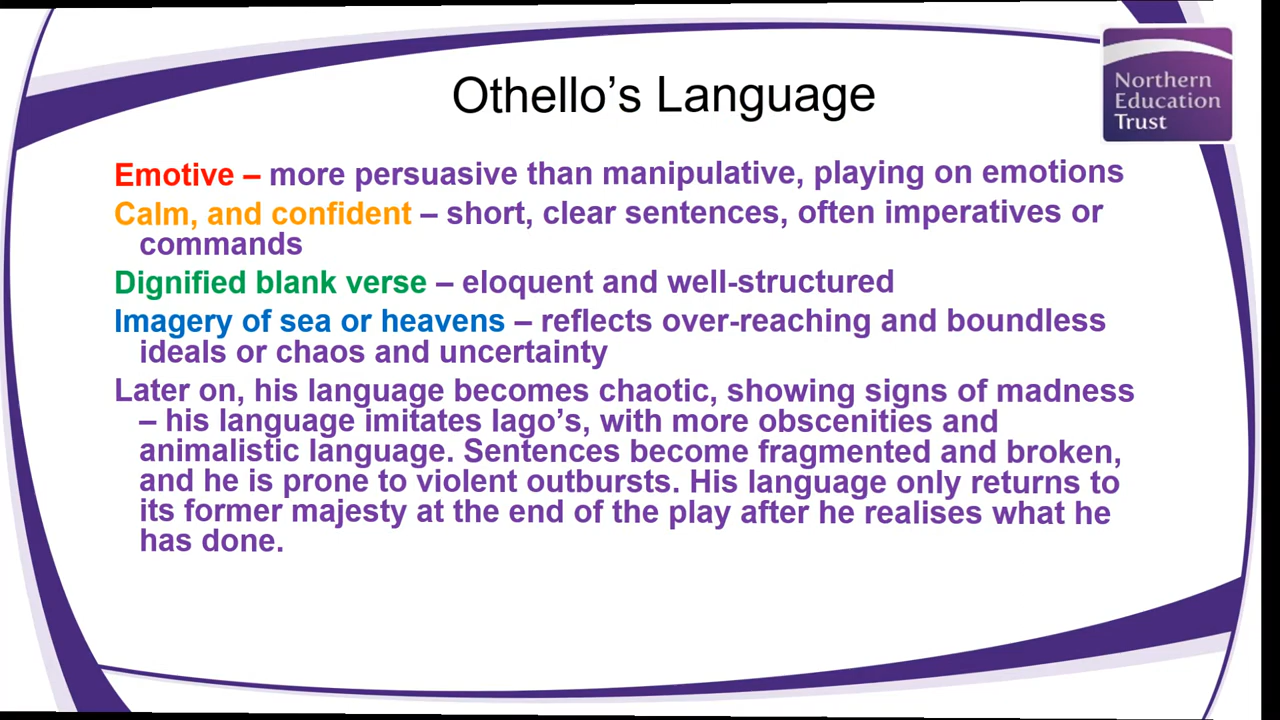 Othello’s Language
Northern
Education
Trust
Emotive – more persuasive than manipulative, playing on emotions
Calm, and confident – short, clear sentences, often imperatives or
commands
Dignified blank verse – eloquent and well-structured
Imagery of sea or heavens – reflects over-reaching and boundless
ideals or chaos and uncertainty
Later on, his language becomes chaotic, showing signs of madness
– his language imitates Iago’s, with more obscenities and
animalistic language. Sentences become fragmented and broken,
and he is prone to violent outbursts. His language only returns to
its former majesty at the end of the play after he realises what he
has done.